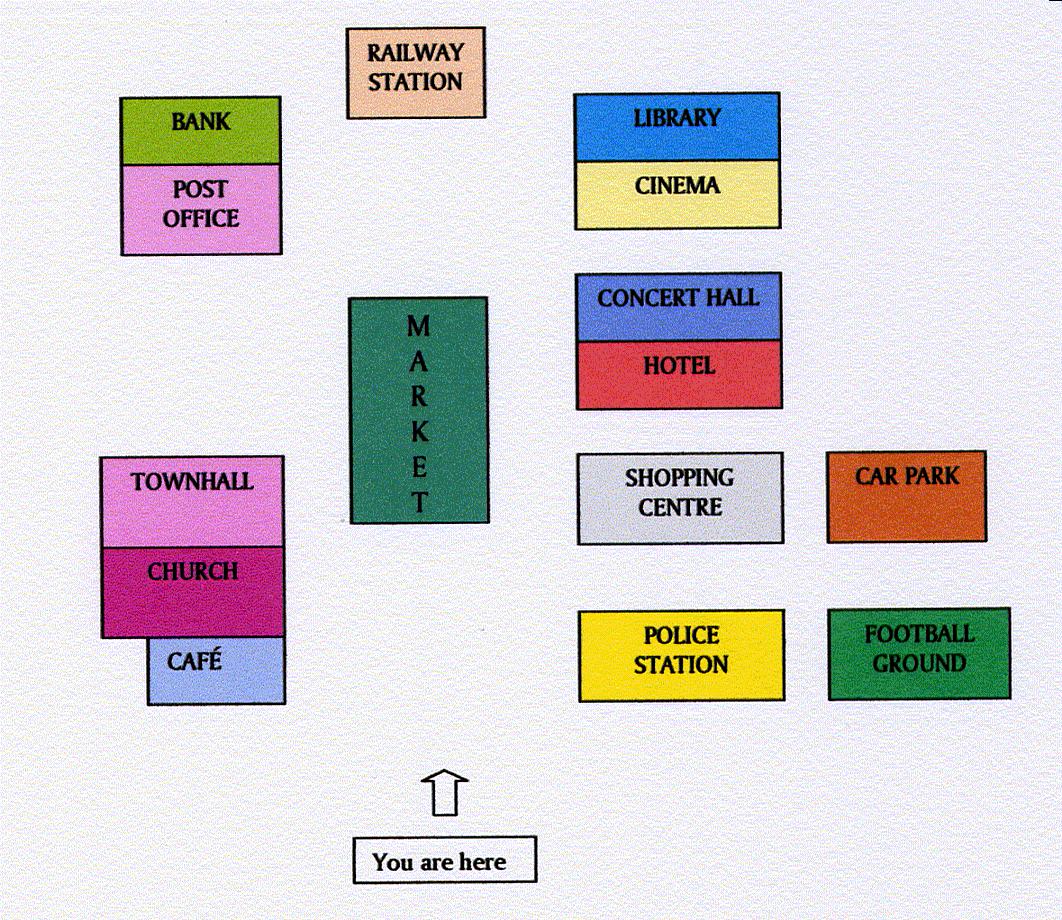 RAILWAY
STATION
BANK
POST
OFFICE
LIBRARY
CINEMA
CONCERT HALL
HOTEL
M
A
R
K
E
T
TOWNHALL
CHURCH
CAFÉ
SHOPPING
CENTRE
CAR PARK
POLICE
STATION
FOOTBALL
GROUND
You are here